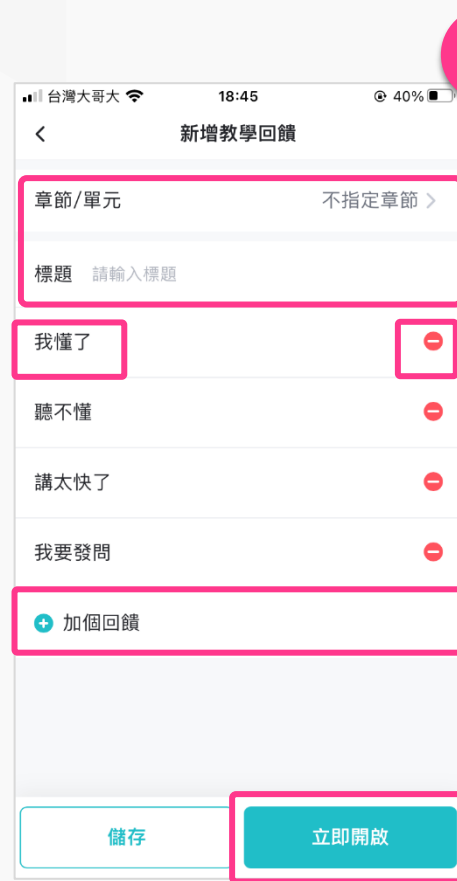 台灣大哥大 18:45 40%
新增教學回饋
章節/單元 不指定章節
標題 請輸入標題
我懂了
聽不懂
講太快了
我要發問
加個回饋
儲存 立即開啟